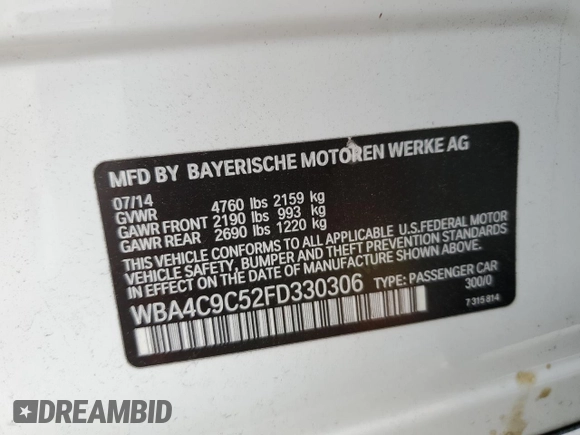 MFD BY BAYERISCHE MOTOREN WERKE AG
07/14
GVWR 4760 lbs 2159 kg
GAWR FRONT 2190 lbs 993 kg
GAWR REAR 2690 lbs 1220 kg
THIS VEHICLE CONFORMS TO ALL APPLICABLE U.S.FEDERAL MOTOR
VEHICLE SAFETY, BUMPER AND THEFT PREVENTION STANDARDS
IN EFFECT ON THE DATE OF MANUFACTURE SHOWN ABOVE.
WBA4C9C52FD330306 TYPE: PASSENGER CAR
300/0
7 315 814
DREAMBID